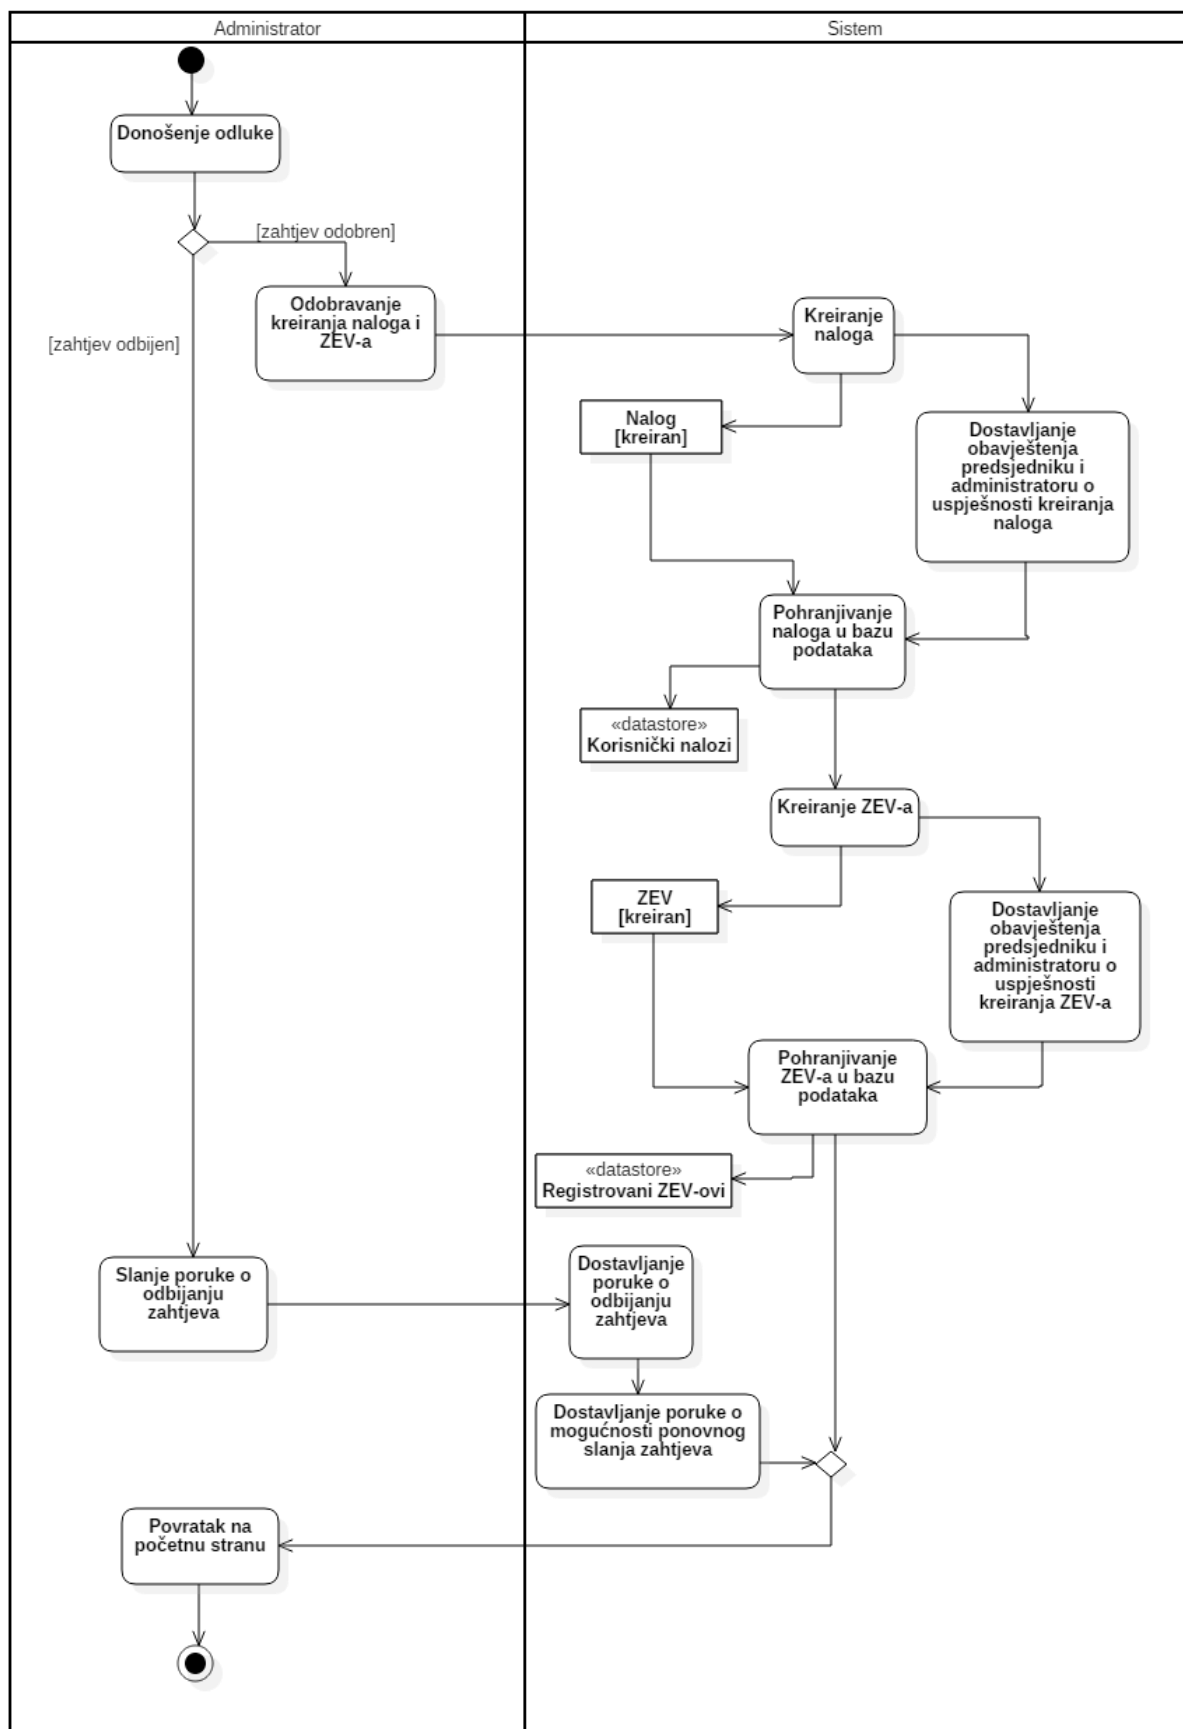 Administrator
Sistem
Donošenje odluke
[zahtjev odobren]
Odobravanje
kreiranja naloga i
ZEV-a
[zahtjev odbijen]
Kreiranje
naloga
Nalog
[kreiran]
Dostavljanje
obavještenja
predsjedniku i
administratoru o
uspješnosti kreiranja
naloga
Pohranjivanje
naloga u bazu
podataka
«datastore»
Korisnički nalozi
Kreiranje ZEV-a
ZEV
[kreiran]
Dostavljanje
obavještenja
predsjedniku i
administratoru o
uspješnosti
kreiranja ZEV-a
Pohranjivanje
ZEV-a u bazu
podataka
«datastore»
Registrovani ZEV-ovi
Slanje poruke o
odbijanju
zahtjeva
Dostavljanje
poruke o
odbijanju
zahtjeva
Dostavljanje poruke o
mogućnosti ponovnog
slanja zahtjeva
Povratak na
početnu stranu